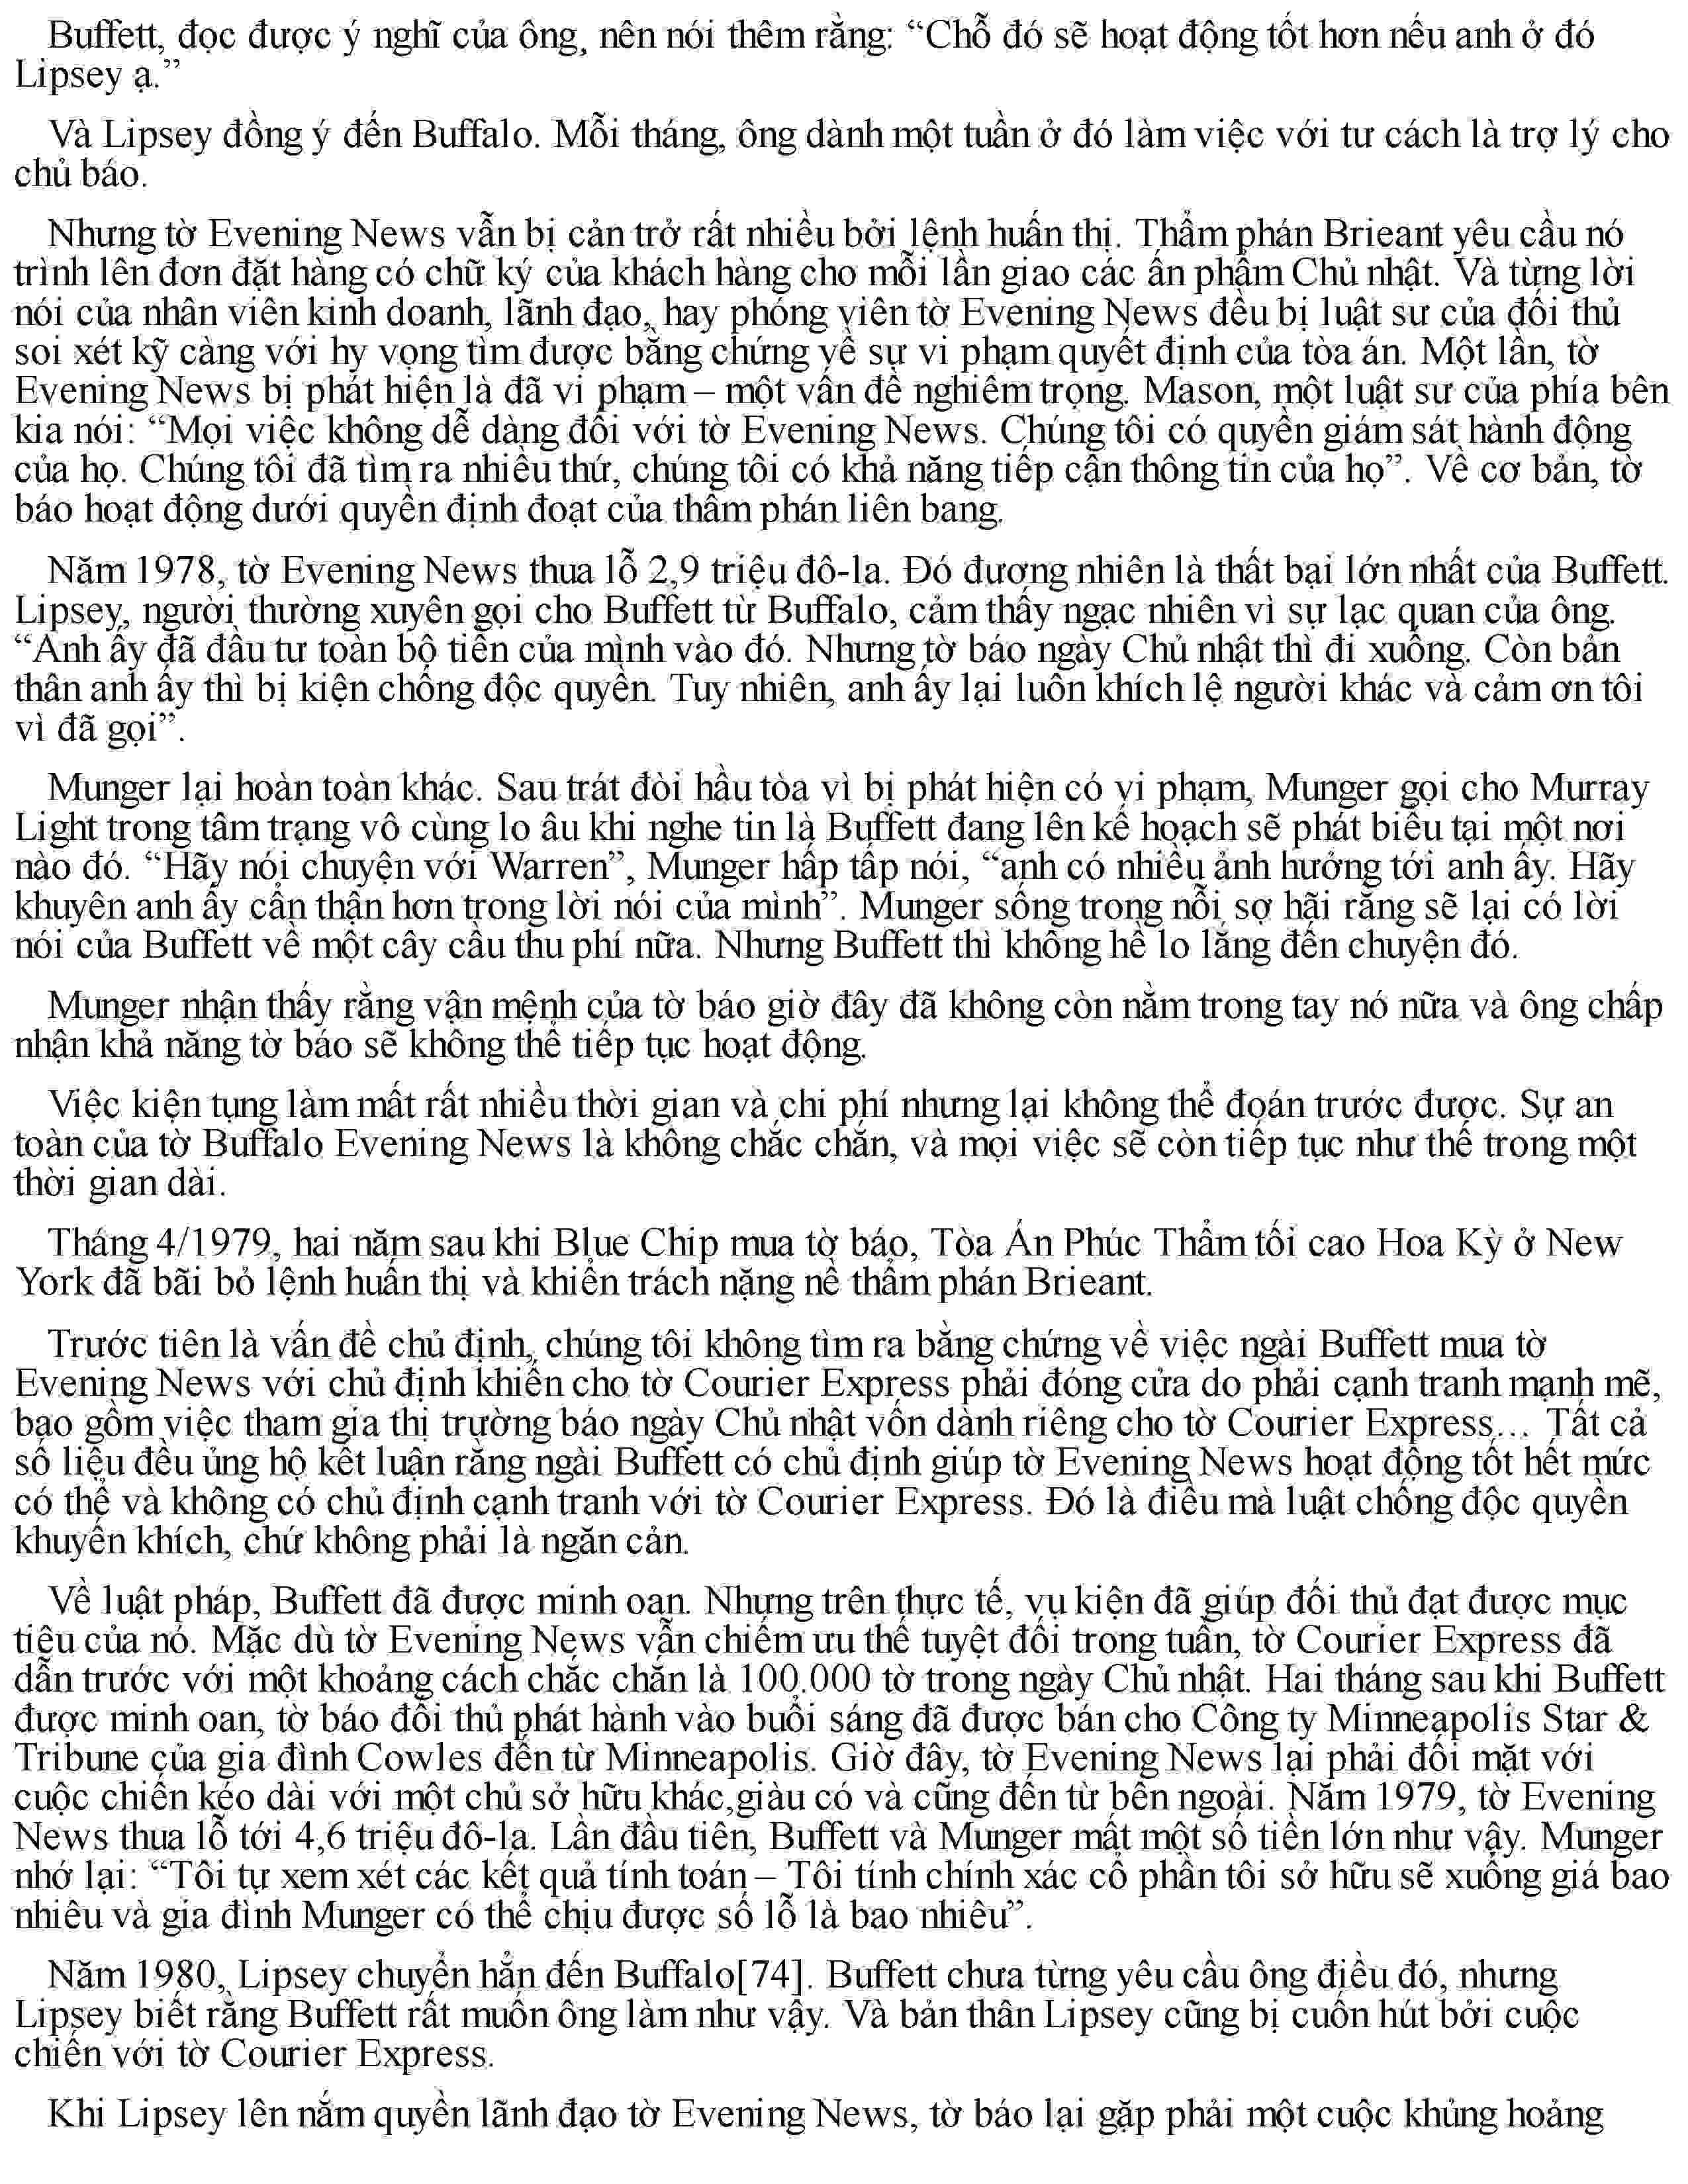 Buffett, đọc được ý nghĩ của ông, nên nói thêm rằng: “Chỗ đó sẽ hoạt động tốt hơn nếu anh ở đó
Lipsey ạ.”
Và Lipsey đồng ý đến Buffalo. Mỗi tháng, ông dành một tuần ở đó làm việc với tư cách là trợ lý cho
chủ báo.
Nhưng tờ Evening News vẫn bị cản trở rất nhiều bởi lệnh huấn thị. Thẩm phán Brieant yêu cầu nó
trình lên đơn đặt hàng có chữ ký của khách hàng cho mỗi lần giao các ấn phẩm Chủ nhật. Và từng lời
nói của nhân viên kinh doanh, lãnh đạo, hay phóng viên tờ Evening News đều bị luật sư của đối thủ
soi xét kỹ càng với hy vọng tìm được bằng chứng về sự vi phạm quyết định của tòa án. Một lần, tờ
Evening News bị phát hiện là đã vi phạm – một vấn đề nghiêm trọng. Mason, một luật sư của phía bên
kia nói: “Mọi việc không dễ dàng đối với tờ Evening News. Chúng tôi có quyền giám sát hành động
của họ. Chúng tôi đã tìm ra nhiều thứ, chúng tôi có khả năng tiếp cận thông tin của họ”. Về cơ bản, tờ
báo hoạt động dưới quyền định đoạt của thẩm phán liên bang.
Năm 1978, tờ Evening News thua lỗ 2,9 triệu đô-la. Đó đương nhiên là thất bại lớn nhất của Buffett.
Lipsey, người thường xuyên gọi cho Buffett từ Buffalo, cảm thấy ngạc nhiên vì sự lạc quan của ông.
“Anh ấy đã đầu tư toàn bộ tiền của mình vào đó. Nhưng tờ báo ngày Chủ nhật thì đi xuống. Còn bản
thân anh ấy thì bị kiện chống độc quyền. Tuy nhiên, anh ấy lại luôn khích lệ người khác và cảm ơn tôi
vì đã gọi”.
Munger lại hoàn toàn khác. Sau trát đòi hầu tòa vì bị phát hiện có vi phạm, Munger gọi cho Murray
Light trong tâm trạng vô cùng lo âu khi nghe tin là Buffett đang lên kế hoạch sẽ phát biểu tại một nơi
nào đó. “Hãy nói chuyện với Warren”, Munger hấp tấp nói, “anh có nhiều ảnh hưởng tới anh ấy. Hãy
khuyên anh ấy cẩn thận hơn trong lời nói của mình”. Munger sống trong nỗi sợ hãi rằng sẽ lại có lời
nói của Buffett về một cây cầu thu phí nữa. Nhưng Buffett thì không hề lo lắng đến chuyện đó.
Munger nhận thấy rằng vận mệnh của tờ báo giờ đây đã không còn nằm trong tay nó nữa và ông chấp
nhận khả năng tờ báo sẽ không thể tiếp tục hoạt động.
Việc kiện tụng làm mất rất nhiều thời gian và chi phí nhưng lại không thể đoán trước được. Sự an
toàn của tờ Buffalo Evening News là không chắc chắn, và mọi việc sẽ còn tiếp tục như thế trong một
thời gian dài.
Tháng 4/1979, hai năm sau khi Blue Chip mua tờ báo, Tòa Án Phúc Thẩm tối cao Hoa Kỳ ở New
York đã bãi bỏ lệnh huấn thị và khiển trách nặng nề thẩm phán Brieant.
Trước tiên là vấn đề chủ định, chúng tôi không tìm ra bằng chứng về việc ngài Buffett mua tờ
Evening News với chủ định khiến cho tờ Courier Express phải đóng cửa do phải cạnh tranh mạnh mẽ,
bao gồm việc tham gia thị trường báo ngày Chủ nhật vốn dành riêng cho tờ Courier Express… Tất cả
số liệu đều ủng hộ kết luận rằng ngài Buffett có chủ định giúp tờ Evening News hoạt động tốt hết mức
có thể và không có chủ định cạnh tranh với tờ Courier Express. Đó là điều mà luật chống độc quyền
khuyến khích, chứ không phải là ngăn cản.
Về luật pháp, Buffett đã được minh oan. Nhưng trên thực tế, vụ kiện đã giúp đối thủ đạt được mục
tiêu của nó. Mặc dù tờ Evening News vẫn chiếm ưu thế tuyệt đối trong tuần, tờ Courier Express đã
dẫn trước với một khoảng cách chắc chắn là 100.000 tờ trong ngày Chủ nhật. Hai tháng sau khi Buffett
được minh oan, tờ báo đối thủ phát hành vào buổi sáng đã được bán cho Công ty Minneapolis Star &
Tribune của gia đình Cowles đến từ Minneapolis. Giờ đây, tờ Evening News lại phải đối mặt với
cuộc chiến kéo dài với một chủ sở hữu khác,giàu có và cũng đến từ bên ngoài. Năm 1979, tờ Evening
News thua lỗ tới 4,6 triệu đô-la. Lần đầu tiên, Buffett và Munger mất một số tiền lớn như vậy. Munger
nhớ lại: “Tôi tự xem xét các kết quả tính toán – Tôi tính chính xác cổ phần tôi sở hữu sẽ xuống giá bao
nhiêu và gia đình Munger có thể chịu được số lỗ là bao nhiêu”.
Năm 1980, Lipsey chuyển hẳn đến Buffalo[74]. Buffett chưa từng yêu cầu ông điều đó, nhưng
Lipsey biết rằng Buffett rất muốn ông làm như vậy. Và bản thân Lipsey cũng bị cuốn hút bởi cuộc
chiến với tờ Courier Express.
Khi Lipsey lên nắm quyền lãnh đạo tờ Evening News, tờ báo lại gặp phải một cuộc khủng hoảng